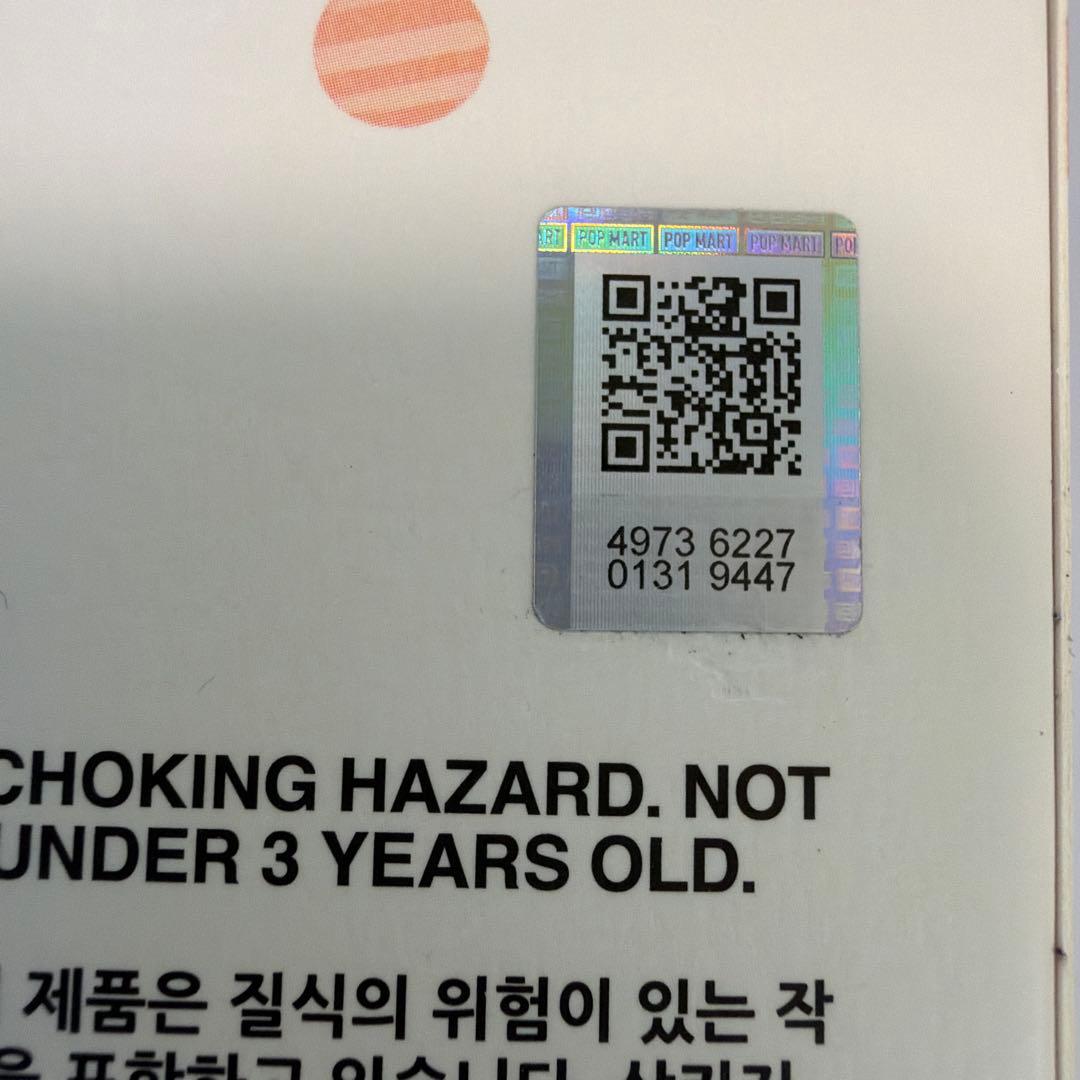 POP MART POP MART POP MART
4973 6227
0131 9447
CHOKING HAZARD. NOT
UNDER 3 YEARS OLD.
제품은 질식의 위험이 있는 작